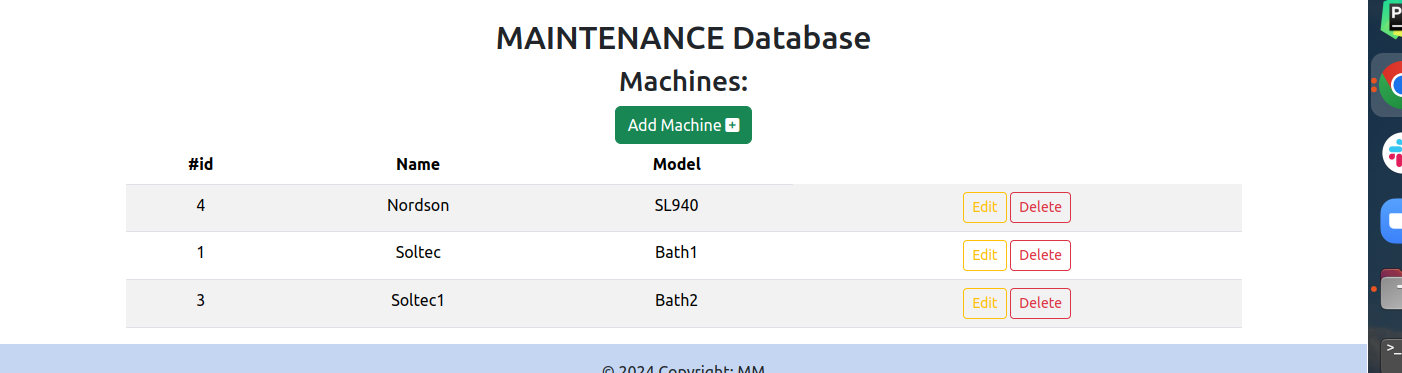 MAINTENANCE Database
Machines:
Add Machine
#id Name Model
4 Nordson SL940 Edit Delete
1 Soltec Bath1 Edit Delete
3 Soltec1 Bath2 Edit Delete
© 2024 Copyright: MM
P
>_